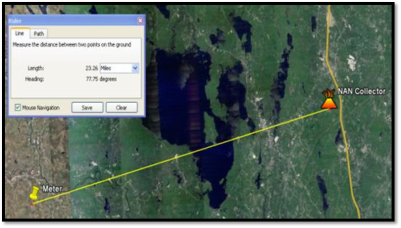 Ruler
Line Path
Measure the distance between two points on the ground
Length: 23.26 Miles
Heading: 77.75 degrees
Mouse Navigation Save Clear
NAN Collector
Meter